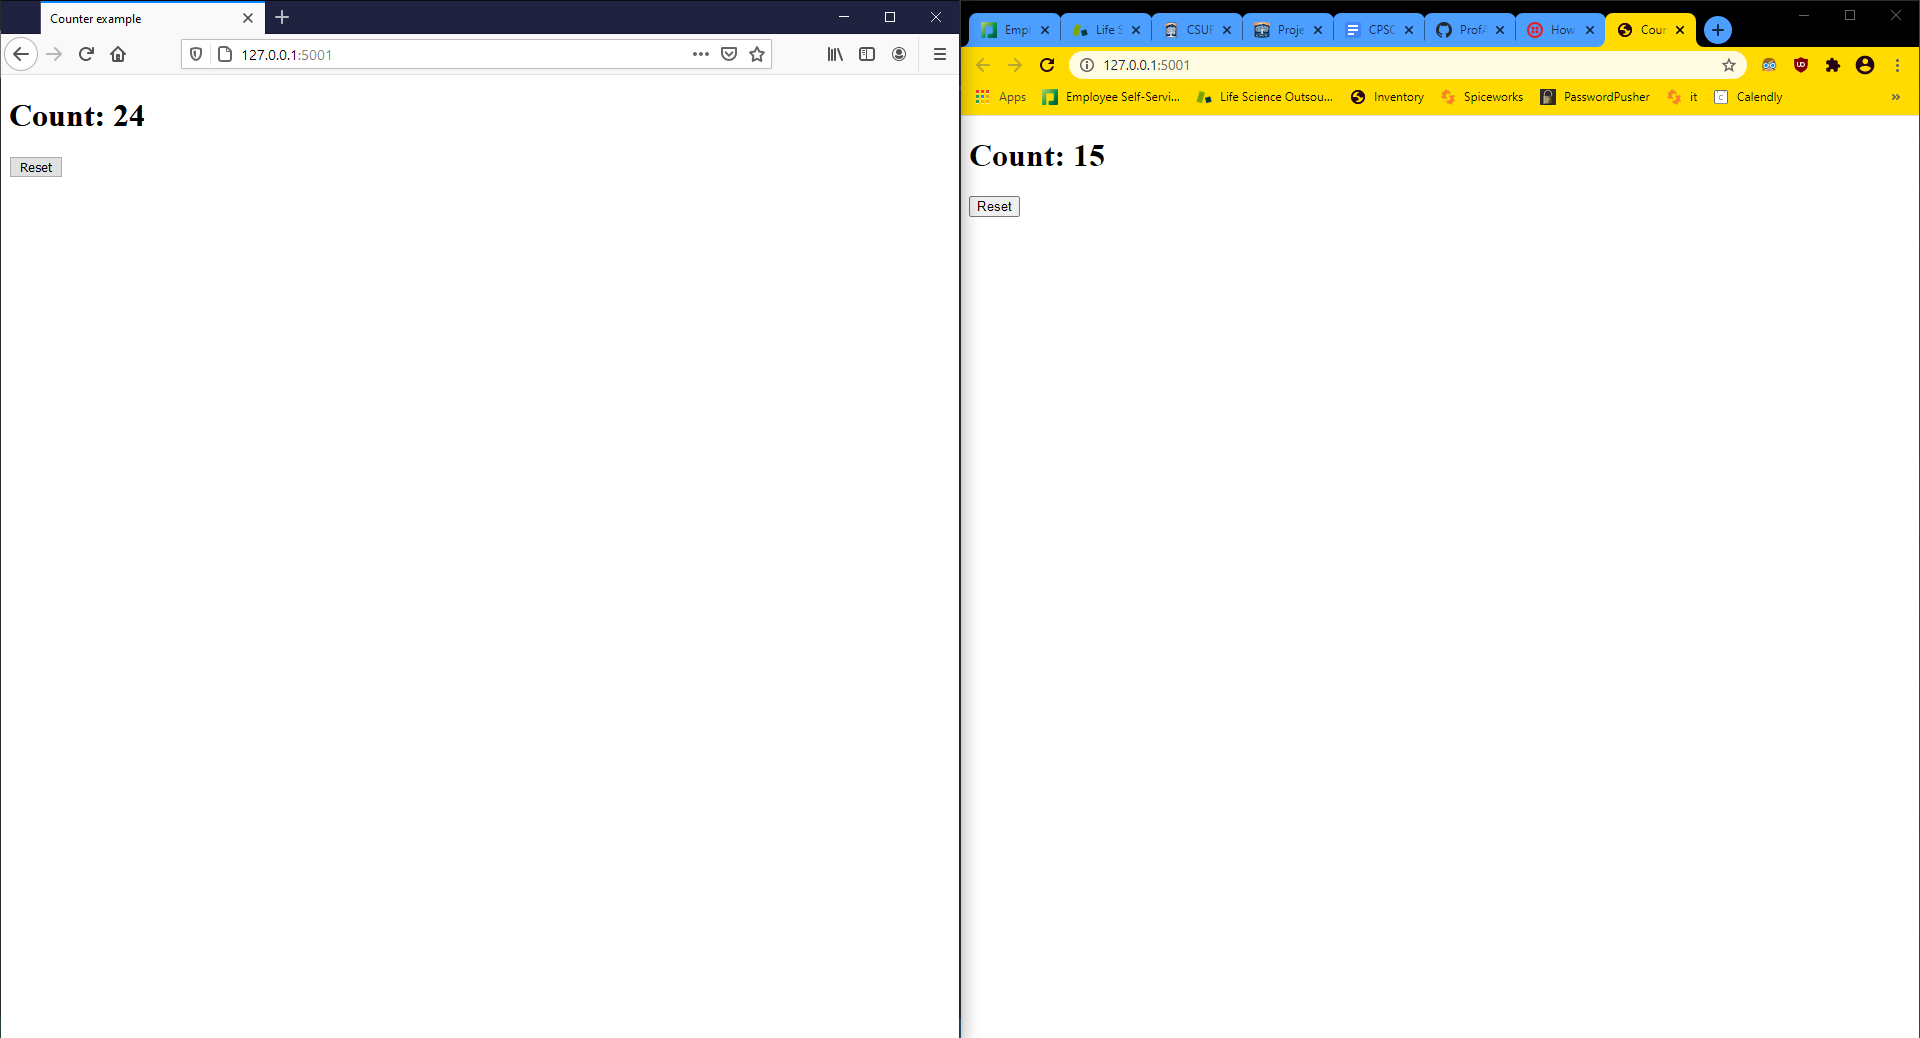 Counter example
127.0.0.1:5001
Count: 24
Reset
Empl
Life S
CSUF
Proje
CPSC
ProfA
How
Cour
127.0.0.1:5001
Apps
Employee Self-Servi...
Life Science Outsou...
Inventory
Spiceworks
PasswordPusher
it
Calendly
Count: 15
Reset